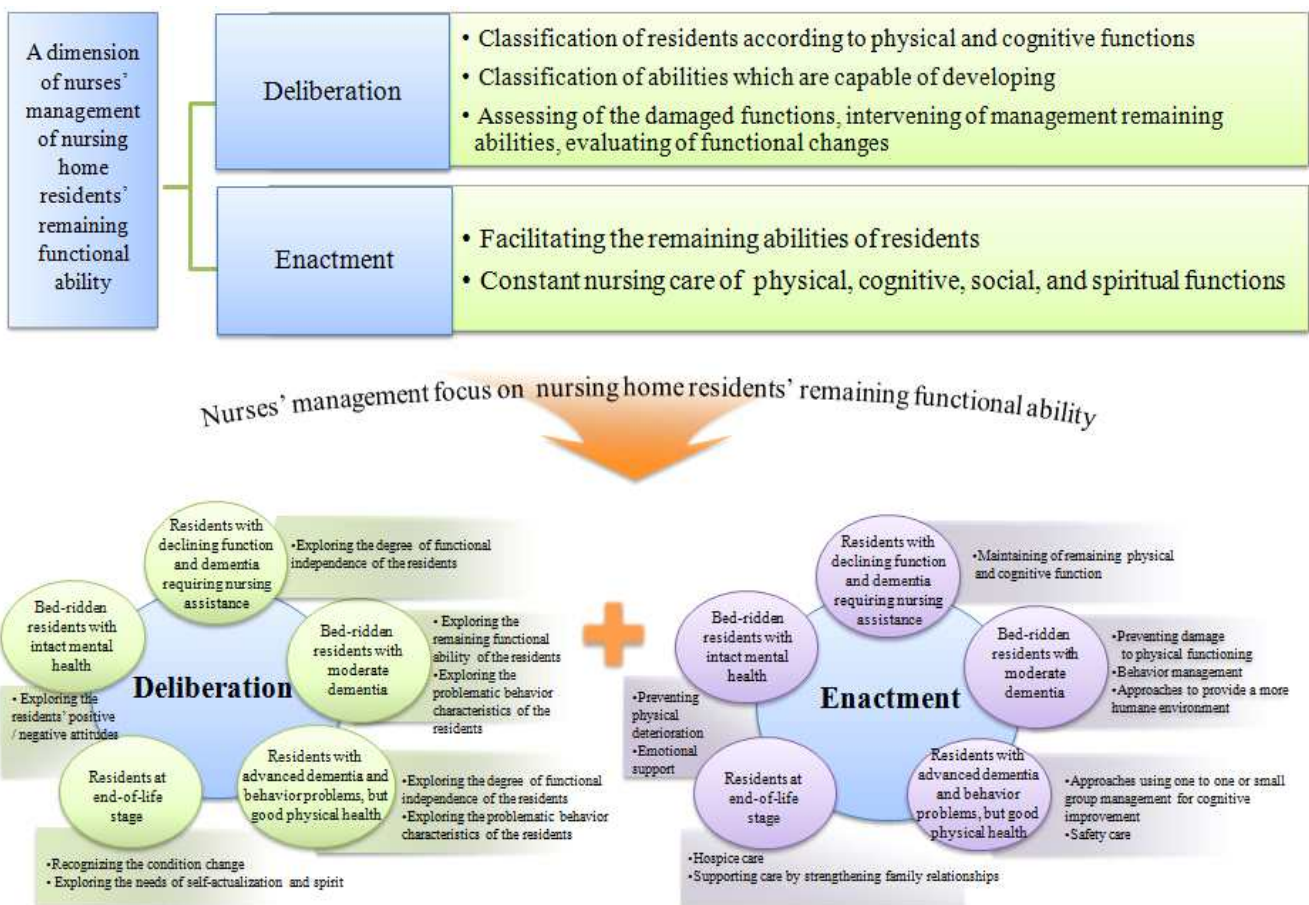 A dimension
of nurses’
management
of nursing
home
residents’
remaining
functional
ability
Deliberation
• Classification of residents according to physical and cognitive functions
• Classification of abilities which are capable of developing
• Assessing of the damaged functions, intervening of management remaining
abilities, evaluating of functional changes
Enactment
• Facilitating the remaining abilities of residents
• Constant nursing care of physical, cognitive, social, and spiritual functions
Nurses’ management focus on nursing home residents’ remaining functional ability
Residents with
declining function
and dementia
requiring nursing
assistance
•Exploring the degree of functional
independence of the residents
Bed-ridden
residents with
intact mental
health
• Exploring the
residents’ positive
/ negative attitudes
Deliberation
Bed-ridden
residents with
moderate
dementia
• Exploring the
remaining functional
ability of the residents
• Exploring the
problematic behavior
characteristics of the
residents
Residents at
end-of-life
stage
•Recognizing the condition change
• Exploring the needs of self-actualization and spirit
Residents with
advanced dementia and
behavior problems, but
good physical health
•Exploring the degree of functional
independence of the residents
• Exploring the problematic behavior
characteristics of the residents
Residents with
declining function
and dementia
requiring nursing
assistance
•Maintaining of remaining physical
and cognitive function
Bed-ridden
residents with
intact mental
health
•Preventing
physical
deterioration
•Emotional
support
Enactment
Bed-ridden
residents with
moderate
dementia
•Preventing damage
to physical functioning
•Behavior management
•Approaches to provide a more
humane environment
Residents at
end-of-life
stage
•Hospice care
•Supporting care by strengthening family relationships
Residents with
advanced dementia
and behavior
problems, but good
physical health
•Approaches using one to one or small
group management for cognitive
improvement
• Safety care